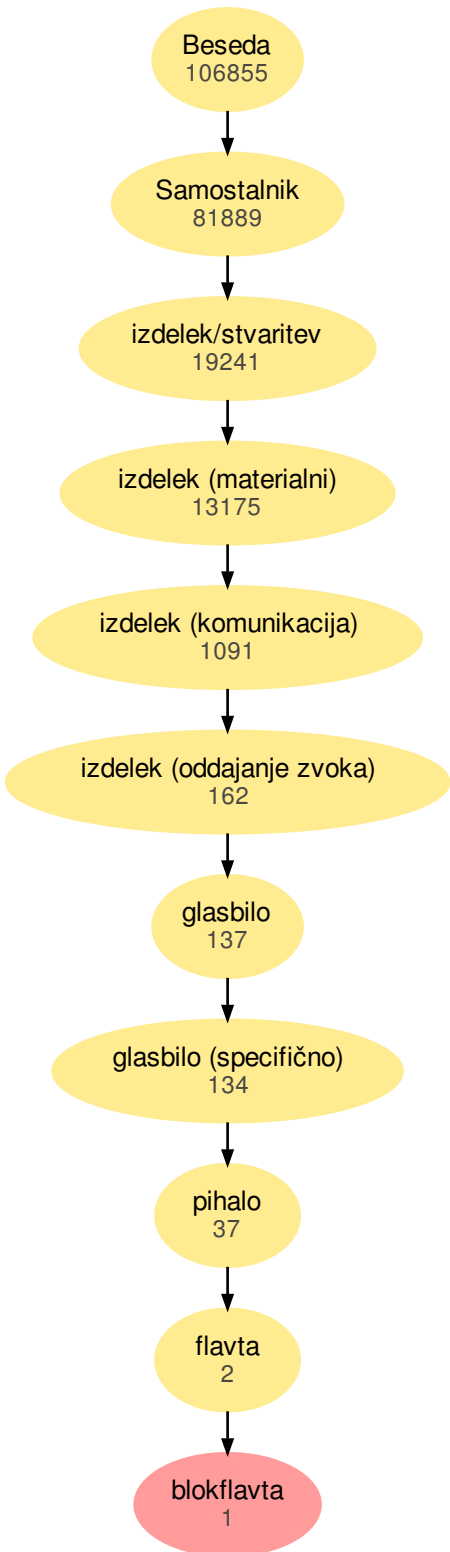 Beseda
106855
Samostalnik
81889
izdelek/stvaritev
19241
izdelek (materialni)
13175
izdelek (komunikacija)
1091
izdelek (oddajanje zvoka)
162
glasbilo
137
glasbilo (specifično)
134
pihalo
37
flavta
2
blokflavta
1